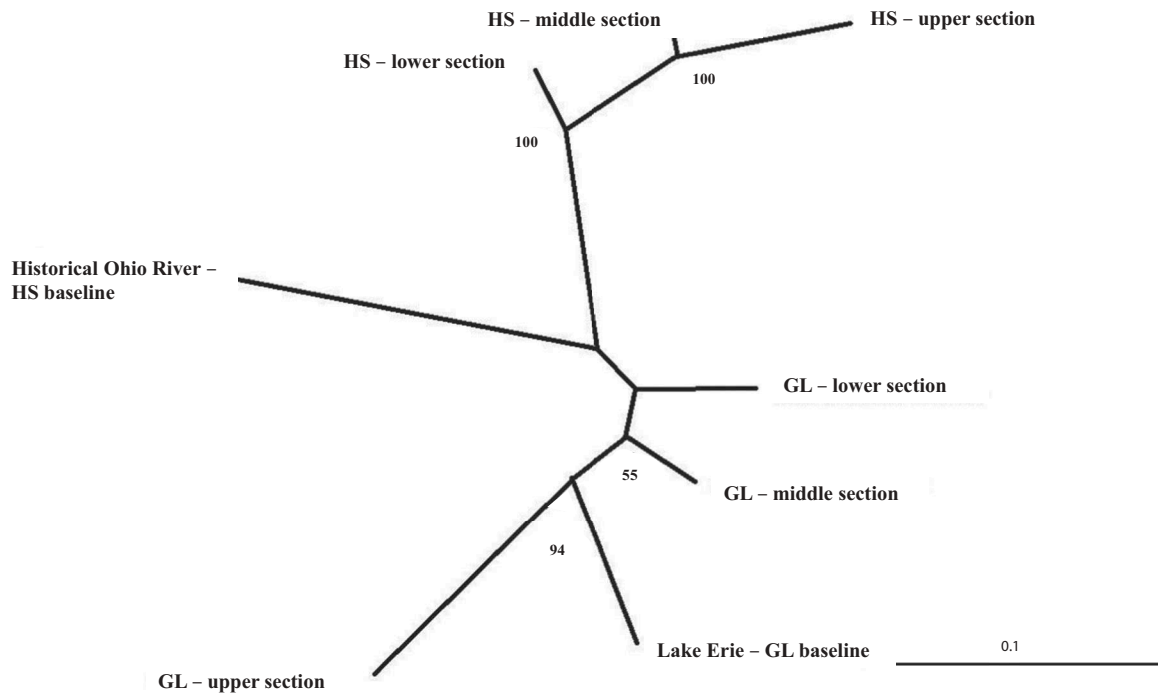 HS – middle section
HS – upper section
HS – lower section
100
100
Historical Ohio River –
HS baseline
GL – lower section
55
GL – middle section
94
0.1
Lake Erie – GL baseline
GL – upper section